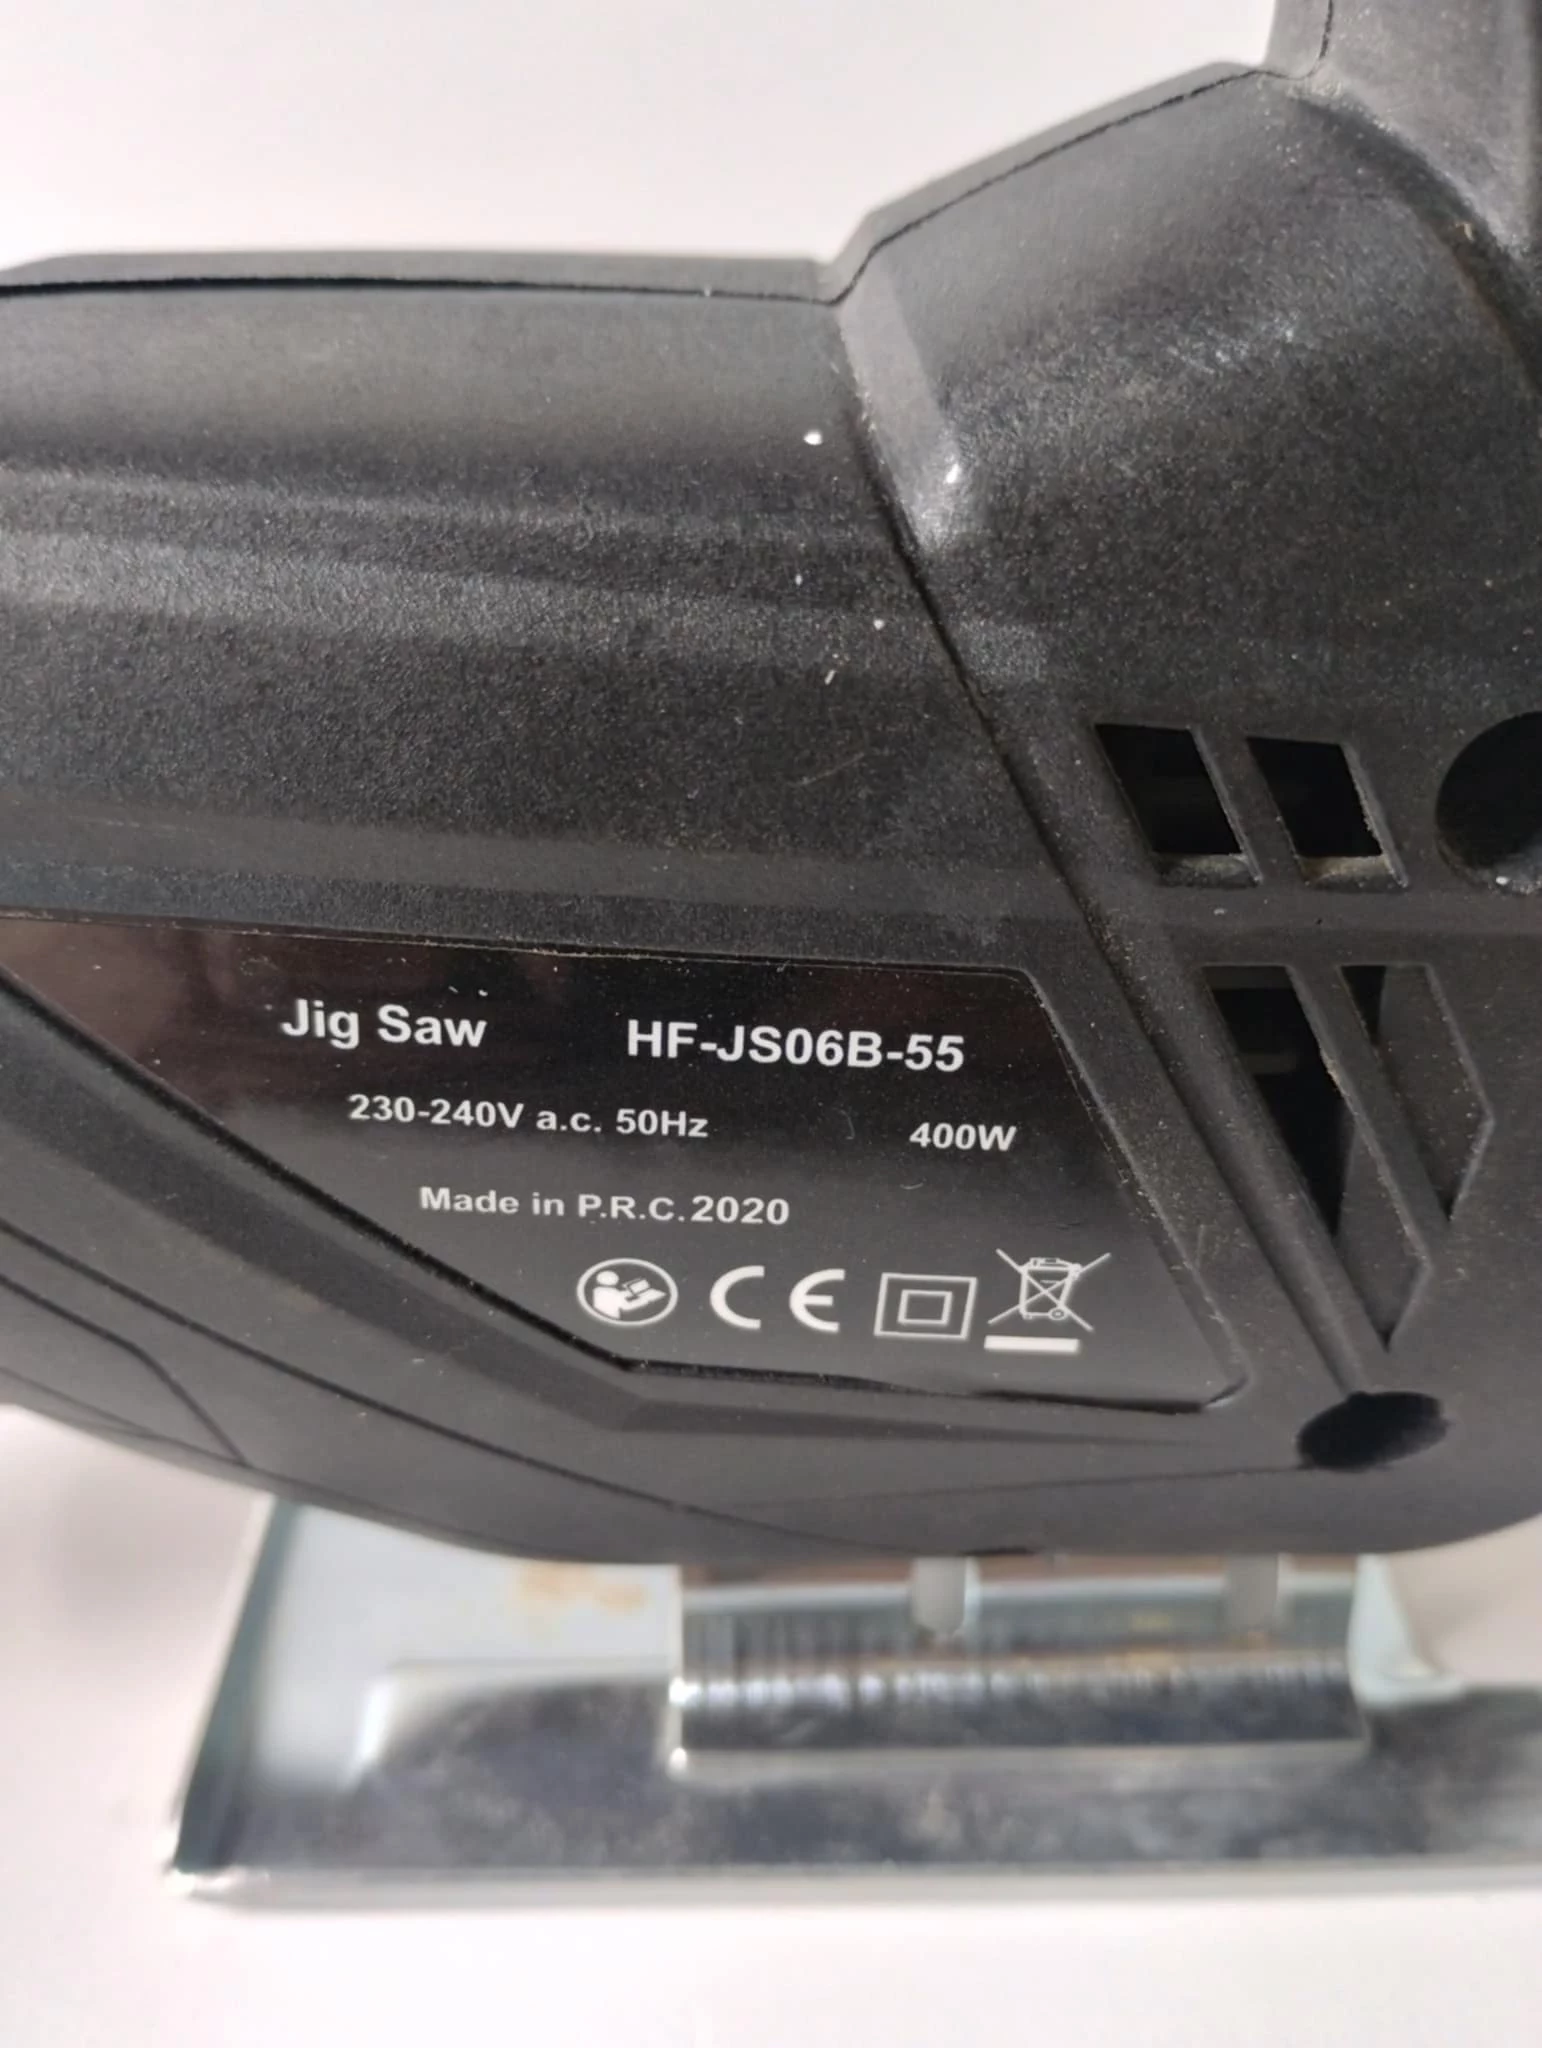 Jig Saw HF-JS06B-55
230-240V a.c. 50Hz 400W
Made in P.R.C. 2020
CE